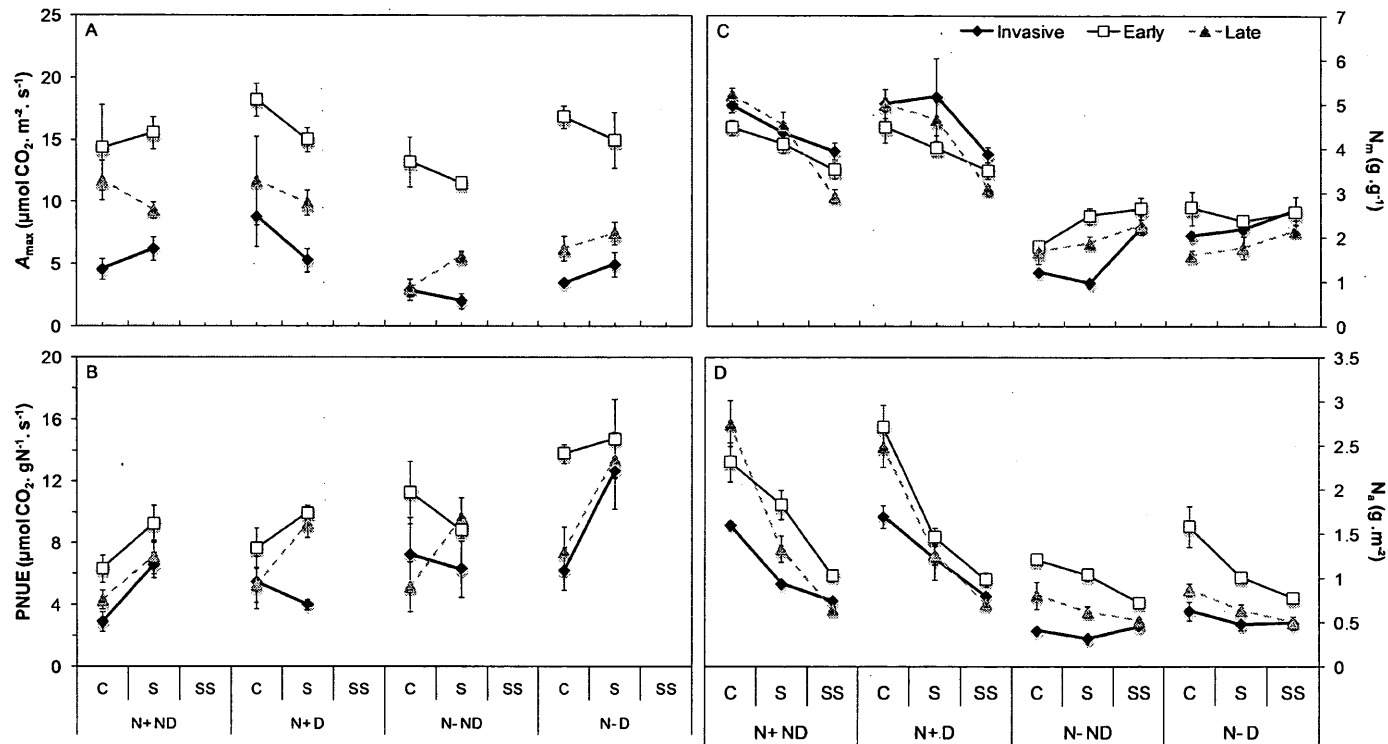 A
25
20
15
10
5
0
Amax (µmol CO₂. m⁻². s⁻¹)
C
Invasive
Early
Late
7
6
5
4
3
2
1
0
Nm (g .g⁻¹)
B
20
16
12
8
4
0
PNUE (µmol CO₂. gN⁻¹. s⁻¹)
D
3.5
3
2.5
2
1.5
1
0.5
0
Na (g .m⁻²)
C S SS C S SS C S SS C S SS
N+ND N+D N-ND N-D
C S SS C S SS C S SS C S SS
N+ND N+D N-ND N-D